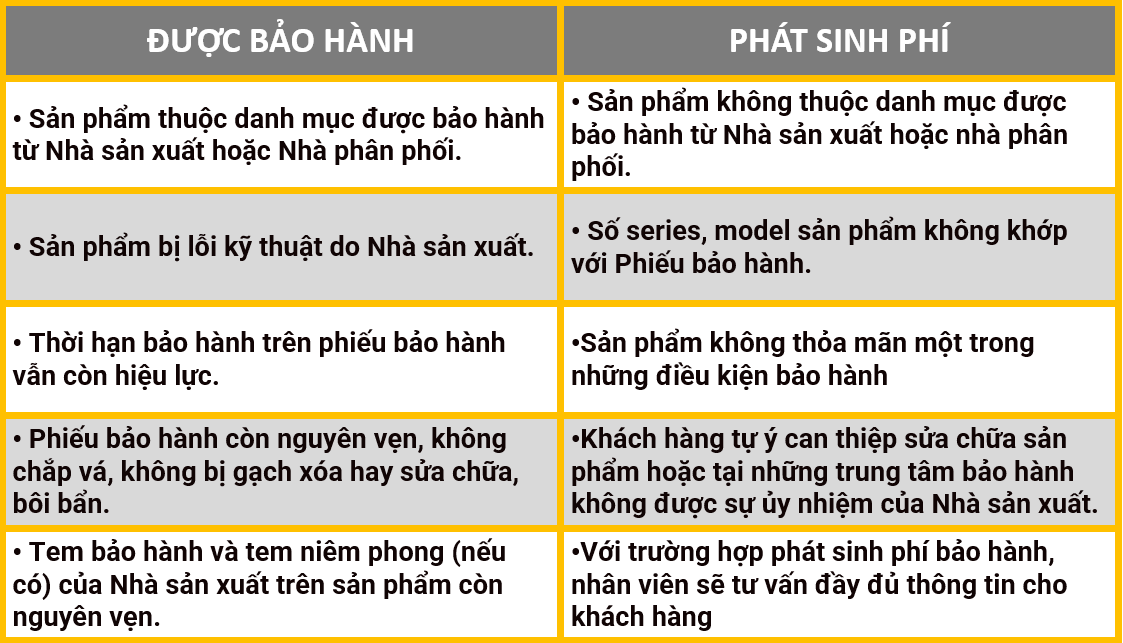 ĐƯỢC BẢO HÀNH
PHÁT SINH PHÍ
• Sản phẩm thuộc danh mục được bảo hành
từ Nhà sản xuất hoặc Nhà phân phối.
• Sản phẩm không thuộc danh mục được
bảo hành từ Nhà sản xuất hoặc nhà phân
phối.
• Sản phẩm bị lỗi kỹ thuật do Nhà sản xuất.
• Số series, model sản phẩm không khớp
với Phiếu bảo hành.
• Thời hạn bảo hành trên phiếu bảo hành
vẫn còn hiệu lực.
•Sản phẩm không thỏa mãn một trong
những điều kiện bảo hành
• Phiếu bảo hành còn nguyên vẹn, không
chắp vá, không bị gạch xóa hay sửa chữa,
bôi bẩn.
•Khách hàng tự ý can thiệp sửa chữa sản
phẩm hoặc tại những trung tâm bảo hành
không được sự ủy nhiệm của Nhà sản xuất.
• Tem bảo hành và tem niêm phong (nếu
có) của Nhà sản xuất trên sản phẩm còn
nguyên vẹn.
•Với trường hợp phát sinh phí bảo hành,
nhân viên sẽ tư vấn đầy đủ thông tin cho
khách hàng